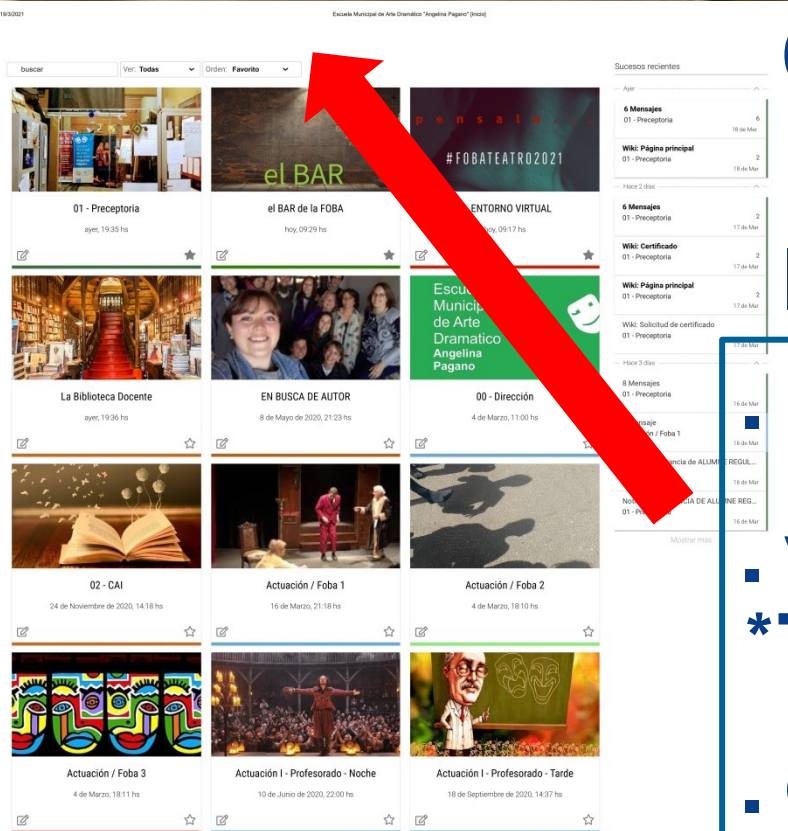 19/3/2021
Escuela Municipal de Arte Dramático "Angelina Pagano" [Inicio]
buscar
Ver: Todas
Orden: Favorito
el BAR
pensalo...
#FOBATEATRO2021
01 - Preceptoria
el BAR de la FOBA
ENTORNO VIRTUAL
ayer, 19:35 hs
hoy, 09:29 hs
hoy, 09:17 hs
Municip
de Arte
Dramatico
Angelina
Pagano
La Biblioteca Docente
EN BUSCA DE AUTOR
00 - Dirección
ayer, 19:36 hs
8 de Mayo de 2020, 21:23 hs
4 de Marzo, 11:00 hs
02 - CAI
Actuación / Foba 1
Actuación / Foba 2
24 de Noviembre de 2020, 14:18 hs
16 de Marzo, 21:18 hs
4 de Marzo, 18:10 hs
Actuación / Foba 3
Actuación I - Profesorado - Noche
Actuación I - Profesorado - Tarde
4 de Marzo, 18:11 hs
10 de Junio de 2020, 22:00 hs
18 de Septiembre de 2020, 14:37 hs
Sucesos recientes
Ayer
6 Mensajes
01 - Preceptoria 6
18 de Mar
Wiki: Página principal
01 - Preceptoria 2
18 de Mar
Hace 2 días
6 Mensajes
01 - Preceptoria 2
17 de Mar
Wiki: Certificado
01 - Preceptoria 2
17 de Mar
Wiki: Página principal
01 - Preceptoria 2
17 de Mar
Wiki: Solicitud de certificado
01 - Preceptoria
17 de Mar
Hace 3 días
8 Mensajes
01 - Preceptoria
16 de Mar
/ Foba 1
16 de Mar
de ALUMNE REGUL...
16 de Mar
DE ALUMNE REG...
01 -
16 de Mar
Mostrar más